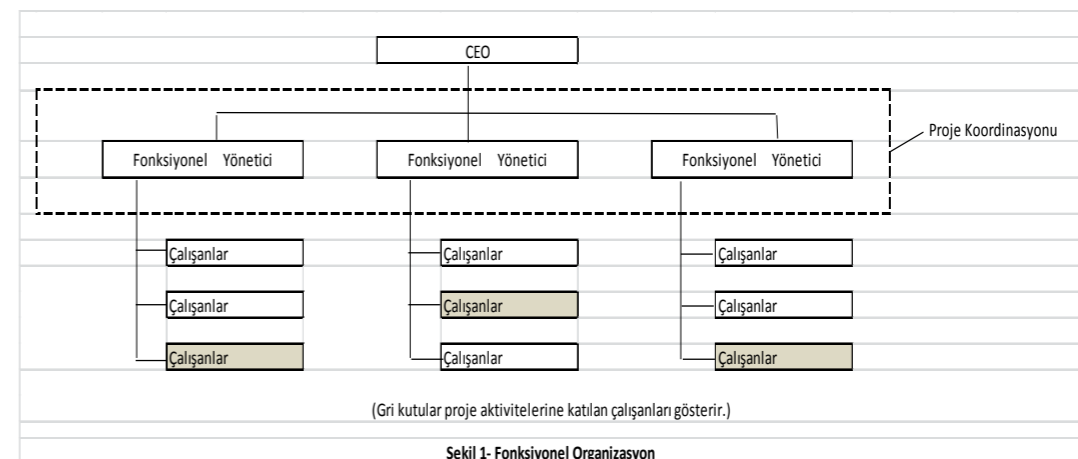 CEO
Proje Koordinasyonu
Fonksiyonel Yönetici
Fonksiyonel Yönetici
Fonksiyonel Yönetici
Çalışanlar
Çalışanlar
Çalışanlar
Çalışanlar
Çalışanlar
Çalışanlar
Çalışanlar
Çalışanlar
Çalışanlar
(Gri kutular proje aktivitelerine katılan çalışanları gösterir.)
Şekil 1- Fonksiyonel Organizasyon